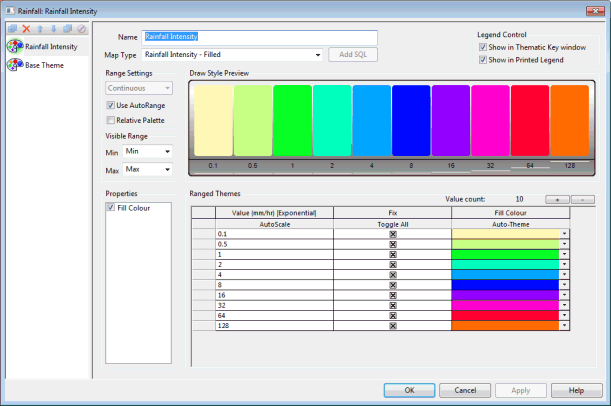 Rainfall: Rainfall Intensity
Rainfall Intensity
Base Theme
Name Rainfall Intensity
Map Type Rainfall Intensity - Filled Add SQL
Legend Control
Show in Thematic Key window
Show in Printed Legend
Range Settings
Continuous
Use AutoRange
Relative Palette
Visible Range
Min Min
Max Max
Draw Style Preview
0.1 0.5 1 2 4 8 16 32 64 128
Properties
Fill Colour
Ranged Themes
Value count: 10 + -
Value (mm/hr) [Exponential] Fix Fill Colour
AutoScale Toggle All Auto-Theme
0.1
0.5
1
2
4
8
16
32
64
128
OK Cancel Apply Help